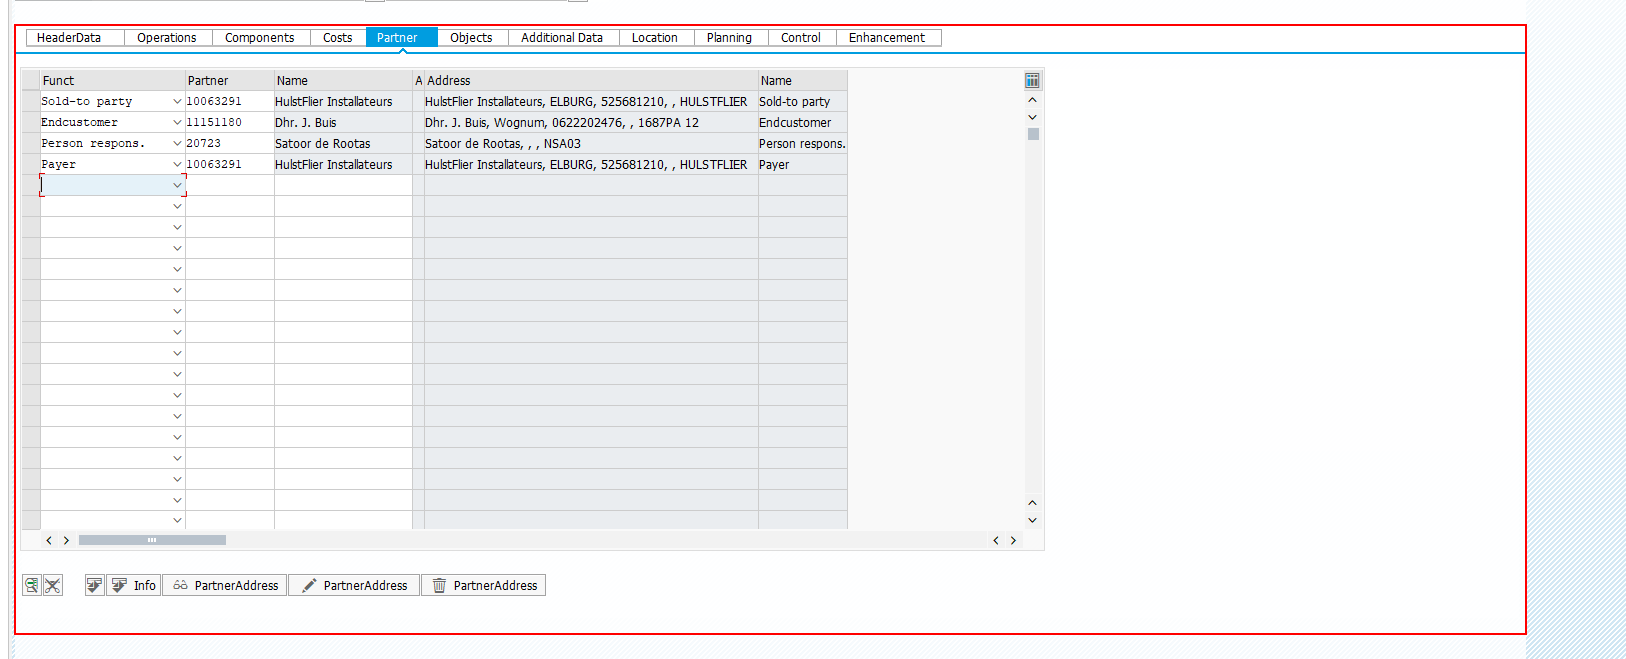 HeaderData Operations Components Costs Partner Objects Additional Data Location Planning Control Enhancement
Funct Partner Name A Address Name
Sold-to party 10063291 HulstFlier Installateurs HulstFlier Installateurs, ELBURG, 525681210, , HULSTFLIER Sold-to party
Endcustomer 11151180 Dhr. J. Buis Dhr. J. Buis, Wognum, 0622202476, , 1687PA 12 Endcustomer
Person respons. 20723 Satoor de Rootas Satoor de Rootas, , , NSA03 Person respons.
Payer 10063291 HulstFlier Installateurs HulstFlier Installateurs, ELBURG, 525681210, , HULSTFLIER Payer
Info PartnerAddress PartnerAddress PartnerAddress